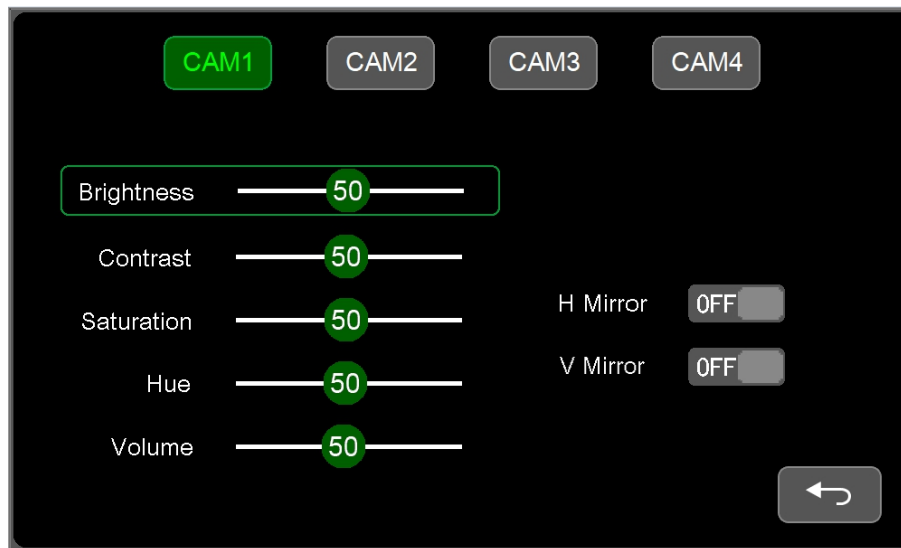 CAM1 CAM2 CAM3 CAM4
Brightness 50
Contrast 50
Saturation 50
H Mirror OFF
Hue 50
V Mirror OFF
Volume 50